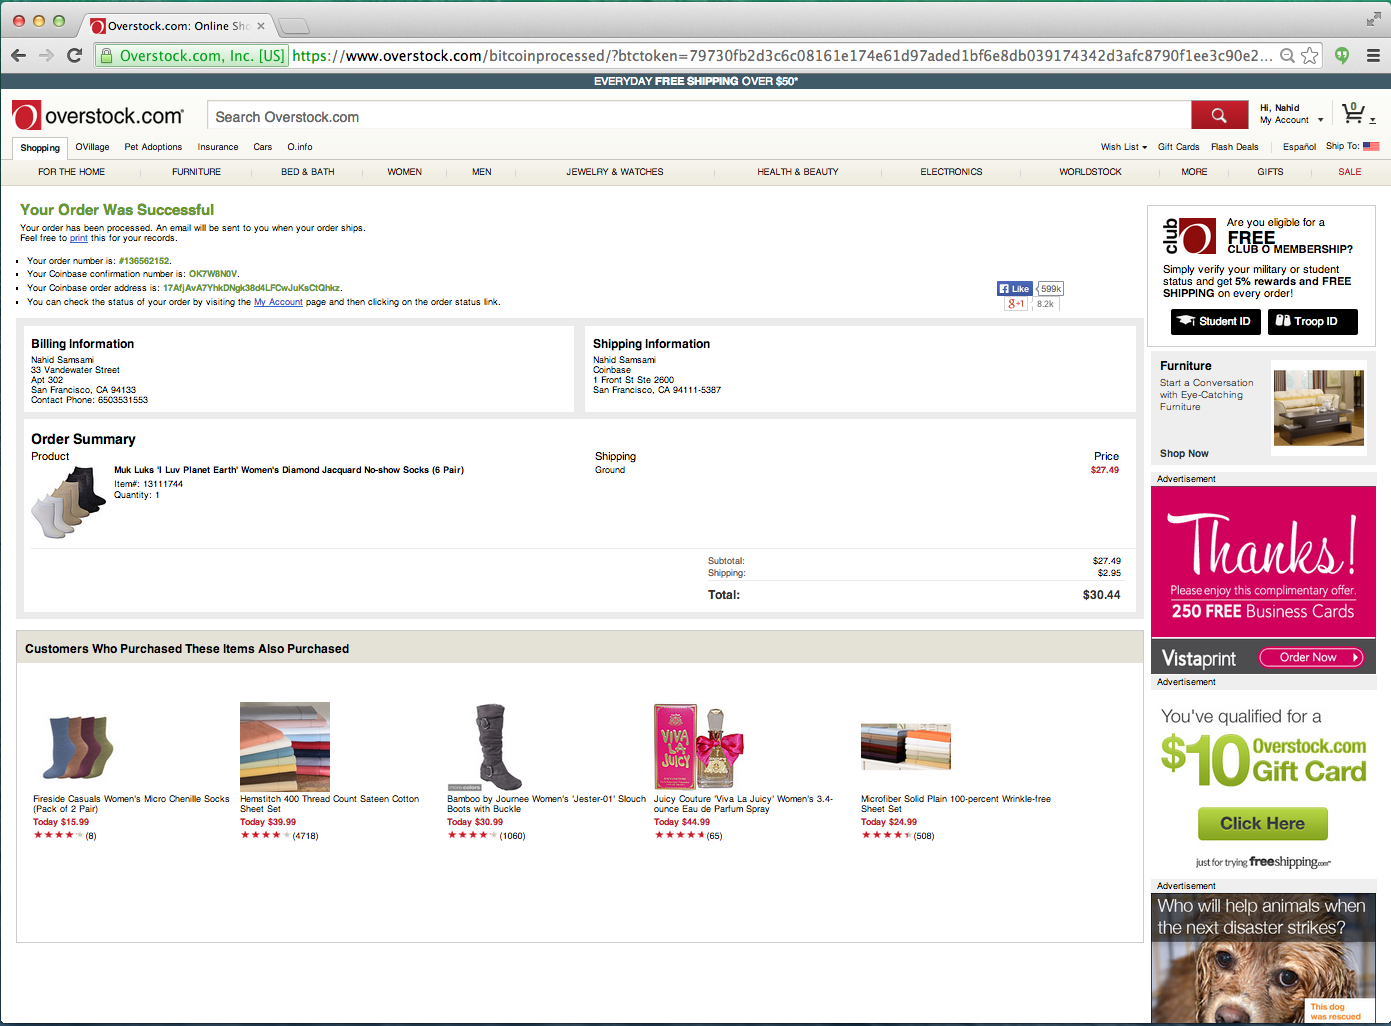 Overstock.com: Online Sho
Overstock.com, Inc. [US] https://www.overstock.com/bitcoinprocessed/?btctoken=79730fb2d3c6c08161e174e61d97aded1bf6e8db039174342d3afc8790f1ee3c90e2...
EVERYDAY FREE SHIPPING OVER $50*
overstock.com
Search Overstock.com
Hi, Nahid
My Account
0
Shopping OVillage Pet Adoptions Insurance Cars O.info
Wish List Gift Cards Flash Deals Español Ship To:
FOR THE HOME FURNITURE BED & BATH WOMEN MEN JEWELRY & WATCHES HEALTH & BEAUTY ELECTRONICS WORLDSTOCK MORE GIFTS SALE
Your Order Was Successful
Your order has been processed. An email will be sent to you when your order ships.
Feel free to print this for your records.
Your order number is: #136562152.
Your Coinbase confirmation number is: OK7W8N0V.
Your Coinbase order address is: 17AfjAvA7YhkDNgk38d4LFCwJuKsCtQhkz.
You can check the status of your order by visiting the My Account page and then clicking on the order status link.
Like 599k
g+1 8.2k
Billing Information
Nahid Samsami
33 Vandewater Street
Apt 302
San Francisco, CA 94133
Contact Phone: 6503531553
Shipping Information
Nahid Samsami
Coinbase
1 Front St Ste 2600
San Francisco, CA 94111-5387
Order Summary
Product Shipping Price
Muk Luks 'I Luv Planet Earth' Women's Diamond Jacquard No-show Socks (6 Pair) Ground $27.49
Item#: 13111744
Quantity: 1
Subtotal: $27.49
Shipping: $2.95
Total: $30.44
Customers Who Purchased These Items Also Purchased
VIVA LA JUICY
more colors
Fireside Casuals Women's Micro Chenille Socks
(Pack of 2 Pair)
Today $15.99
(8)
Hemstitch 400 Thread Count Sateen Cotton
Sheet Set
Today $39.99
(4718)
Bamboo by Journee Women's 'Jester-01' Slouch
Boots with Buckle
Today $30.99
(1060)
Juicy Couture 'Viva La Juicy' Women's 3.4-
ounce Eau de Parfum Spray
Today $44.99
(65)
Microfiber Solid Plain 100-percent Wrinkle-free
Sheet Set
Today $24.99
(508)
club O
Are you eligible for a
FREE
CLUB O MEMBERSHIP?
Simply verify your military or student
status and get 5% rewards and FREE
SHIPPING on every order!
Student ID Troop ID
Furniture
Start a Conversation
with Eye-Catching
Furniture
Shop Now
Advertisement
Thanks!
Please enjoy this complimentary offer.
250 FREE Business Cards
Vistaprint Order Now
Advertisement
You've qualified for a
$10 Overstock.com
Gift Card
Click Here
just for trying freeshipping.com
Advertisement
Who will help animals when
the next disaster strikes?
This dog
was rescued